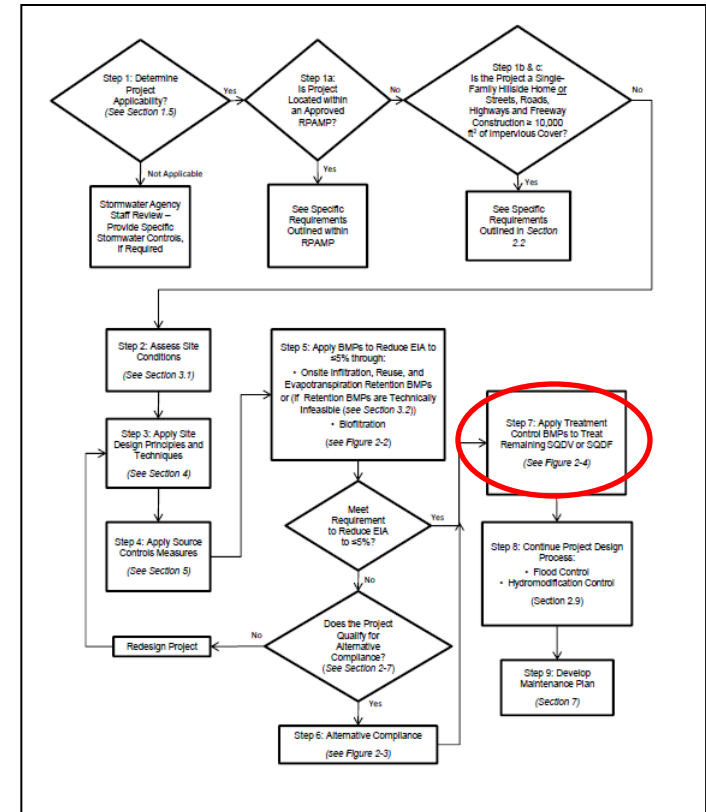 Step 1: Determine
Project
Applicability?
(See Section 1.5)
Yes
Step 1a:
Is Project
Located within
an Approved
RPAMP?
No
Step 1b & c:
Is the Project a Single-
Family Hillside Home or
Streets, Roads,
Highways and Freeway
Construction ≥ 10,000
ft² of Impervious Cover?
No
Not Applicable
Yes
Yes
Stormwater Agency
Staff Review –
Provide Specific
Stormwater Controls,
If Required
See Specific
Requirements
Outlined within
RPAMP
See Specific
Requirements
Outlined in Section
2.2
Step 2: Assess Site
Conditions
(See Section 3.1)
Step 3: Apply Site
Design Principles and
Techniques
(See Section 4)
Step 4: Apply Source
Controls Measures
(See Section 5)
Step 5: Apply BMPs to Reduce EIA to
≤5% through:
• Onsite Infiltration, Reuse, and
Evapotranspiration Retention BMPs
or (If Retention BMPs are Technically
Infeasible (see Section 3.2))
• Biofiltration
(see Figure 2-2)
Meet
Requirement
to Reduce EIA
to ≤5%?
Yes
No
Does the Project
Qualify for
Alternative
Compliance?
(See Section 2-7)
No
Redesign Project
Yes
Step 6: Alternative Compliance
(see Figure 2-3)
Step 7: Apply Treatment
Control BMPs to Treat
Remaining SQDV or SQDF
(See Figure 2-4)
Step 8: Continue Project Design
Process:
• Flood Control
• Hydromodification Control
(Section 2.9)
Step 9: Develop
Maintenance Plan
(Section 7)